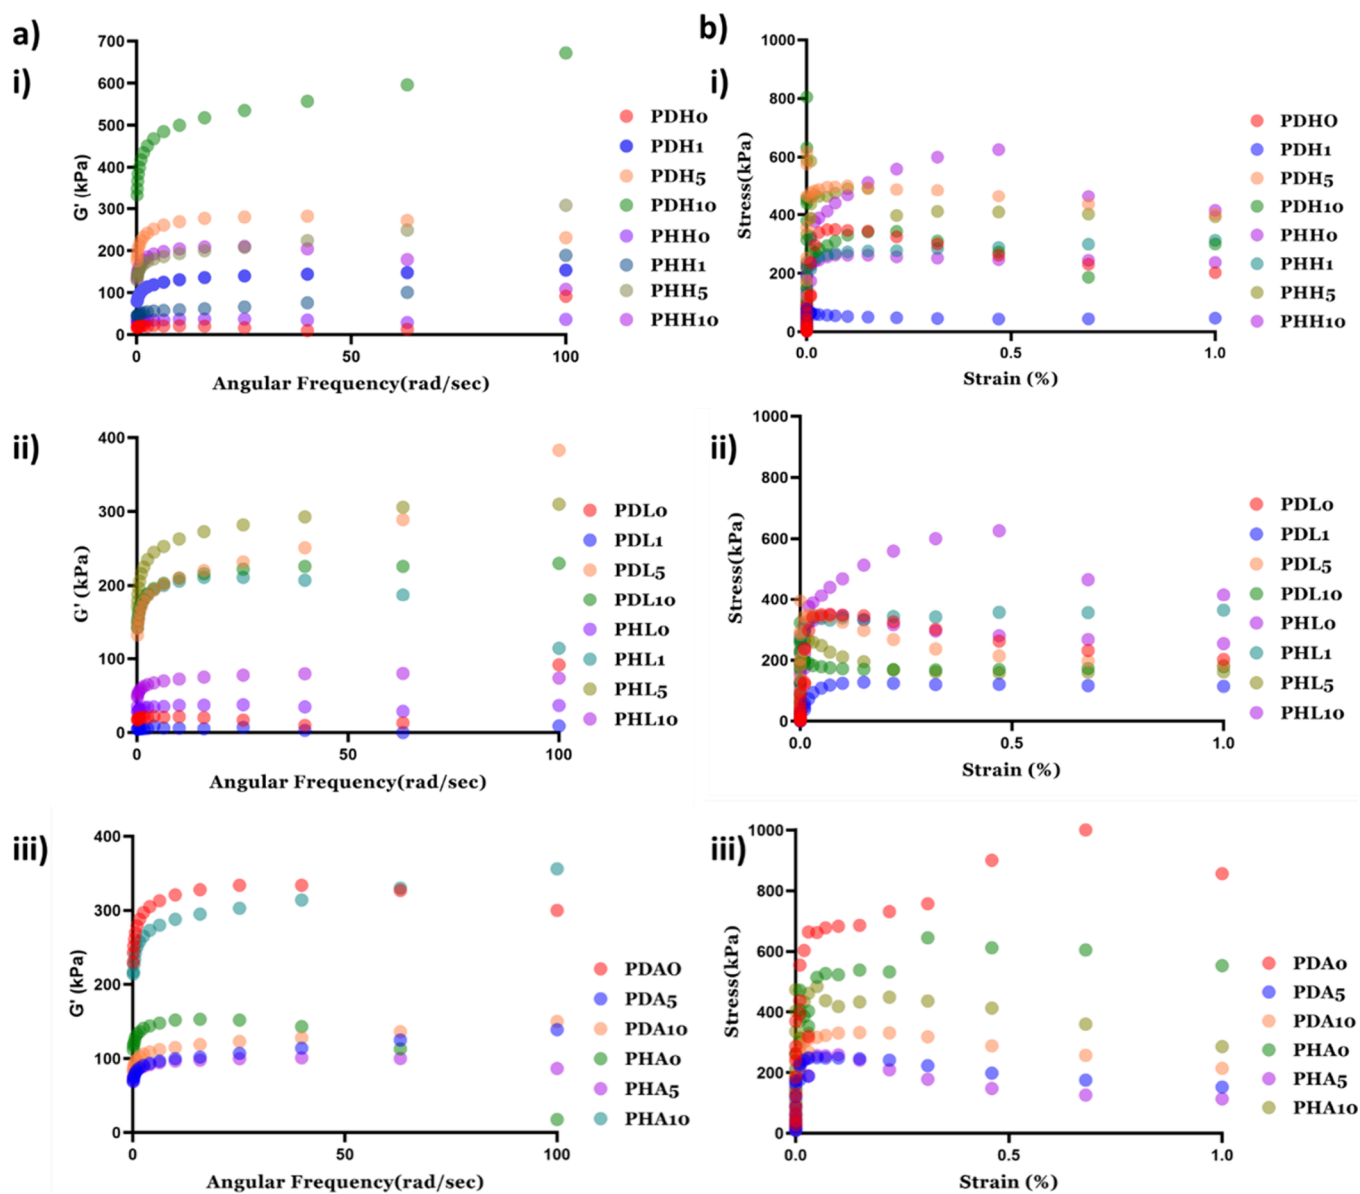 a)
i)
G' (kPa)
700
600
500
400
300
200
100
0
0
50
100
Angular Frequency(rad/sec)
PDH0
PDH1
PDH5
PDH10
PHH0
PHH1
PHH5
PHH10
b)
i)
Stress(kPa)
1000
800
600
400
200
0
0.0
0.5
1.0
Strain (%)
PDHO
PDH1
PDH5
PDH10
PHH0
PHH1
PHH5
PHH10
ii)
G' (kPa)
400
300
200
100
0
0
50
100
Angular Frequency(rad/sec)
PDL0
PDL1
PDL5
PDL10
PHL0
PHL1
PHL5
PHL10
ii)
Stress(kPa)
1000
800
600
400
200
0
0.0
0.5
1.0
Strain (%)
PDL0
PDL1
PDL5
PDL10
PHL0
PHL1
PHL5
PHL10
iii)
G' (kPa)
400
300
200
100
0
0
50
100
Angular Frequency(rad/sec)
PDAO
PDA5
PDA10
PHA0
PHA5
PHA10
iii)
Stress(kPa)
1000
800
600
400
200
0
0.0
0.5
1.0
Strain (%)
PDA0
PDA5
PDA10
PHA0
PHA5
PHA10